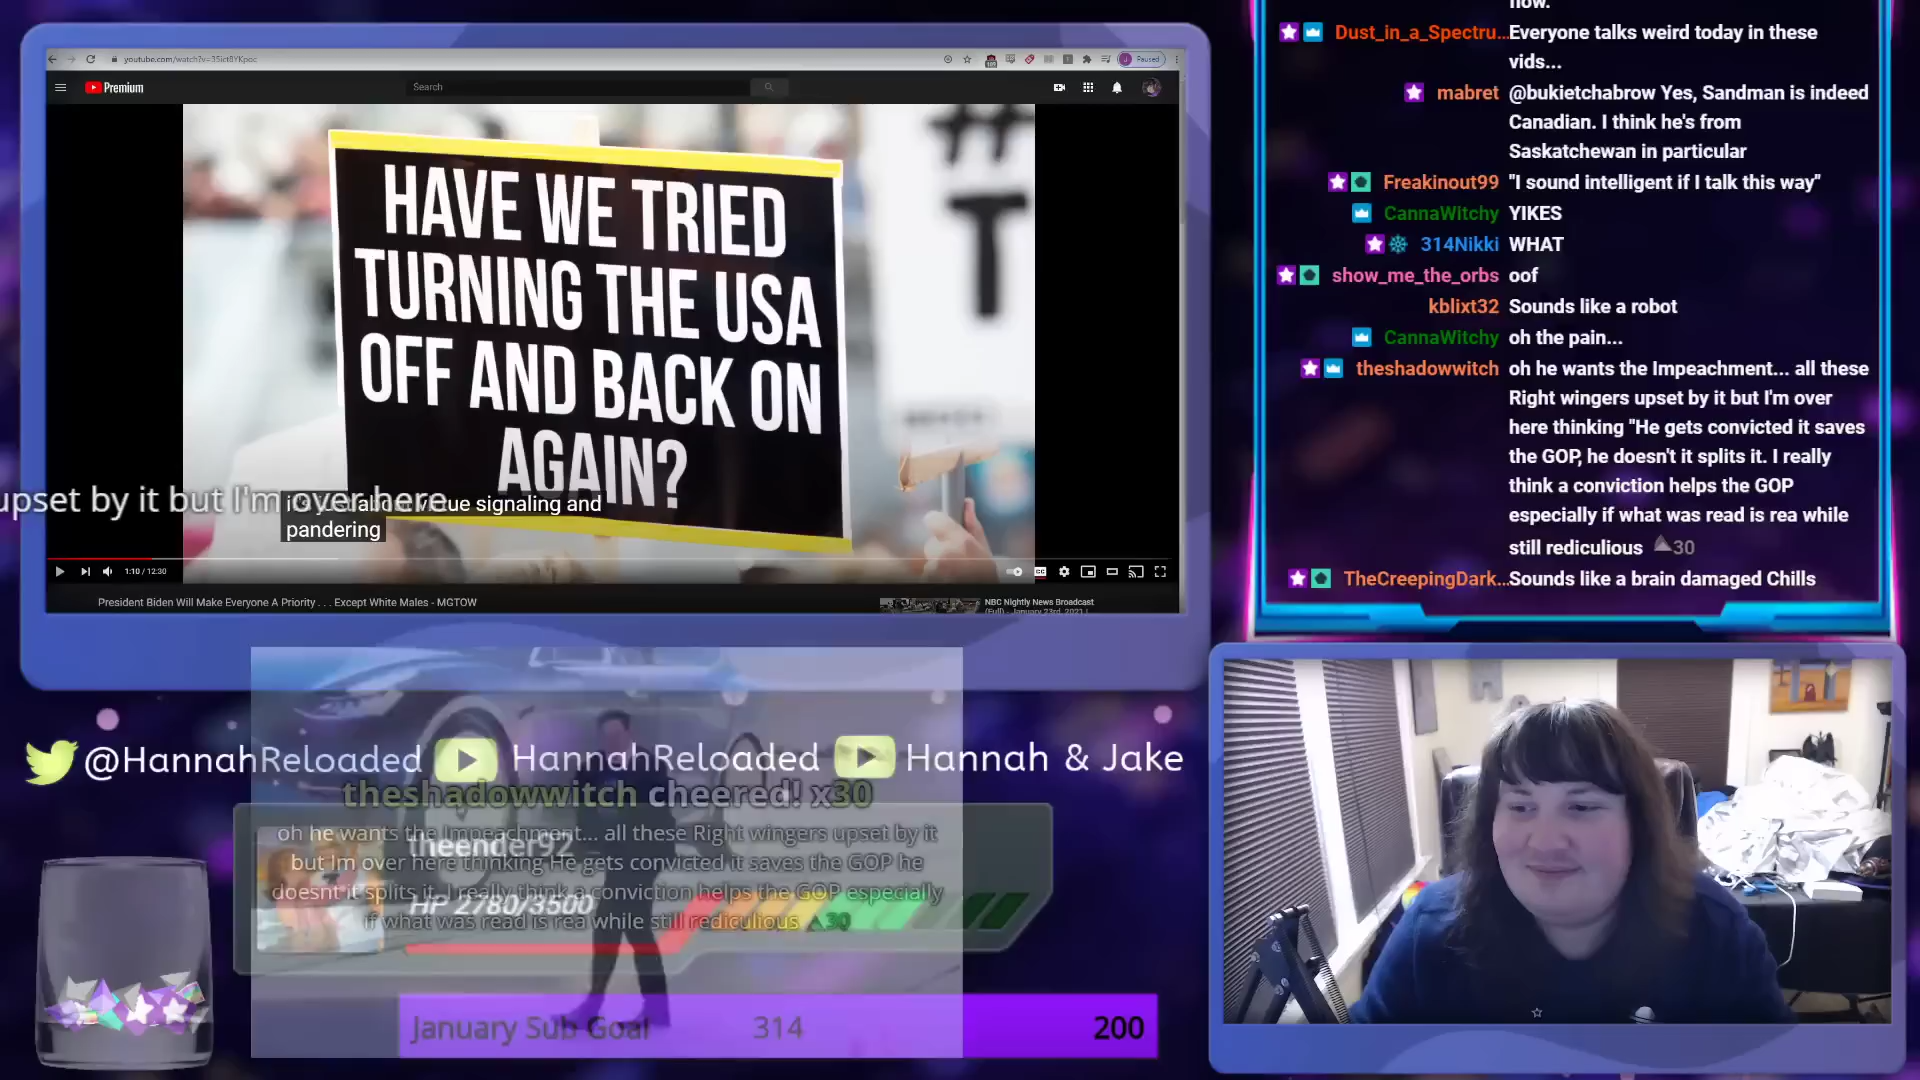 youtube.com/watch?v=35ict8YKpac
Paused
Premium
Search
HAVE WE TRIED
TURNING THE USA
OFF AND BACK ON
AGAIN?
#
T
upset by it but I'm over here
virtue signaling and
pandering
1:10 / 12:30
President Biden Will Make Everyone A Priority . . . Except White Males - MGTOW
NBC Nightly News Broadcast
(Full) - January 23rd, 2021 |
now.
Dust_in_a_Spectru... Everyone talks weird today in these
vids...
mabret @bukietchabrow Yes, Sandman is indeed
Canadian. I think he's from
Saskatchewan in particular
Freakinout99 "I sound intelligent if I talk this way"
CannaWitchy YIKES
314Nikki WHAT
show_me_the_orbs oof
kblixt32 Sounds like a robot
CannaWitchy oh the pain...
theshadowwitch oh he wants the Impeachment... all these
Right wingers upset by it but I'm over
here thinking "He gets convicted it saves
the GOP, he doesn't it splits it. I really
think a conviction helps the GOP
especially if what was read is rea while
still rediculious 30
TheCreepingDark... Sounds like a brain damaged Chills
@HannahReloaded HannahReloaded Hannah & Jake
theshadowwitch cheered! x30
oh he wants the Impeachment... all these Right wingers upset by it
but Im over here thinking He gets convicted it saves the GOP he
doesnt it splits it. I really think a conviction helps the GOP especially
if what was read is rea while still rediculious 30
theender92
HP 2780/3500
January Sub Goal 314 200